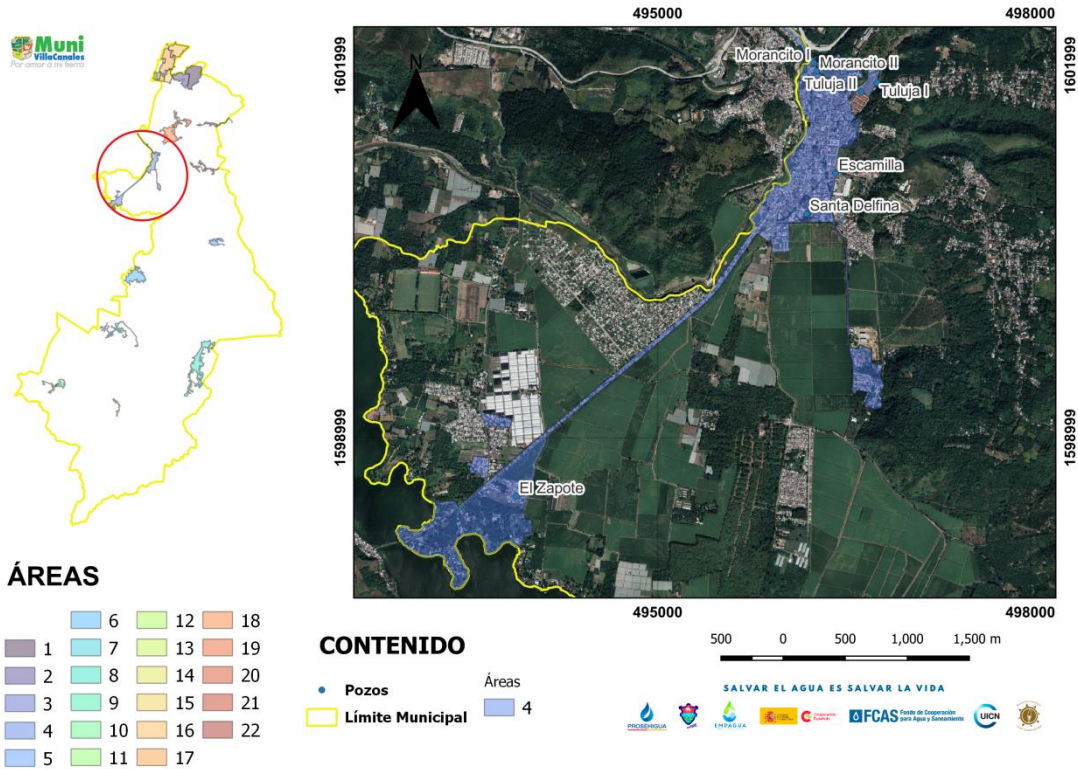 Muni
VillaCanales
Por amor a mi tierra
495000
498000
1601999
1598999
N
Morancito I
Morancito II
Tuluja II
Tuluja I
Escamilla
Santa Delfina
El Zapote
1601999
1598999
495000
498000
ÁREAS
1
2
3
4
5
6
7
8
9
10
11
12
13
14
15
16
17
18
19
20
21
22
CONTENIDO
Pozos
Límite Municipal
Áreas
4
500 0 500 1,000 1,500 m
SALVAR EL AGUA ES SALVAR LA VIDA
PROSEHIGUA
EMPAGUA
Cooperación
Española
FCAS Fondo de Cooperación
para Agua y Saneamiento
UICN